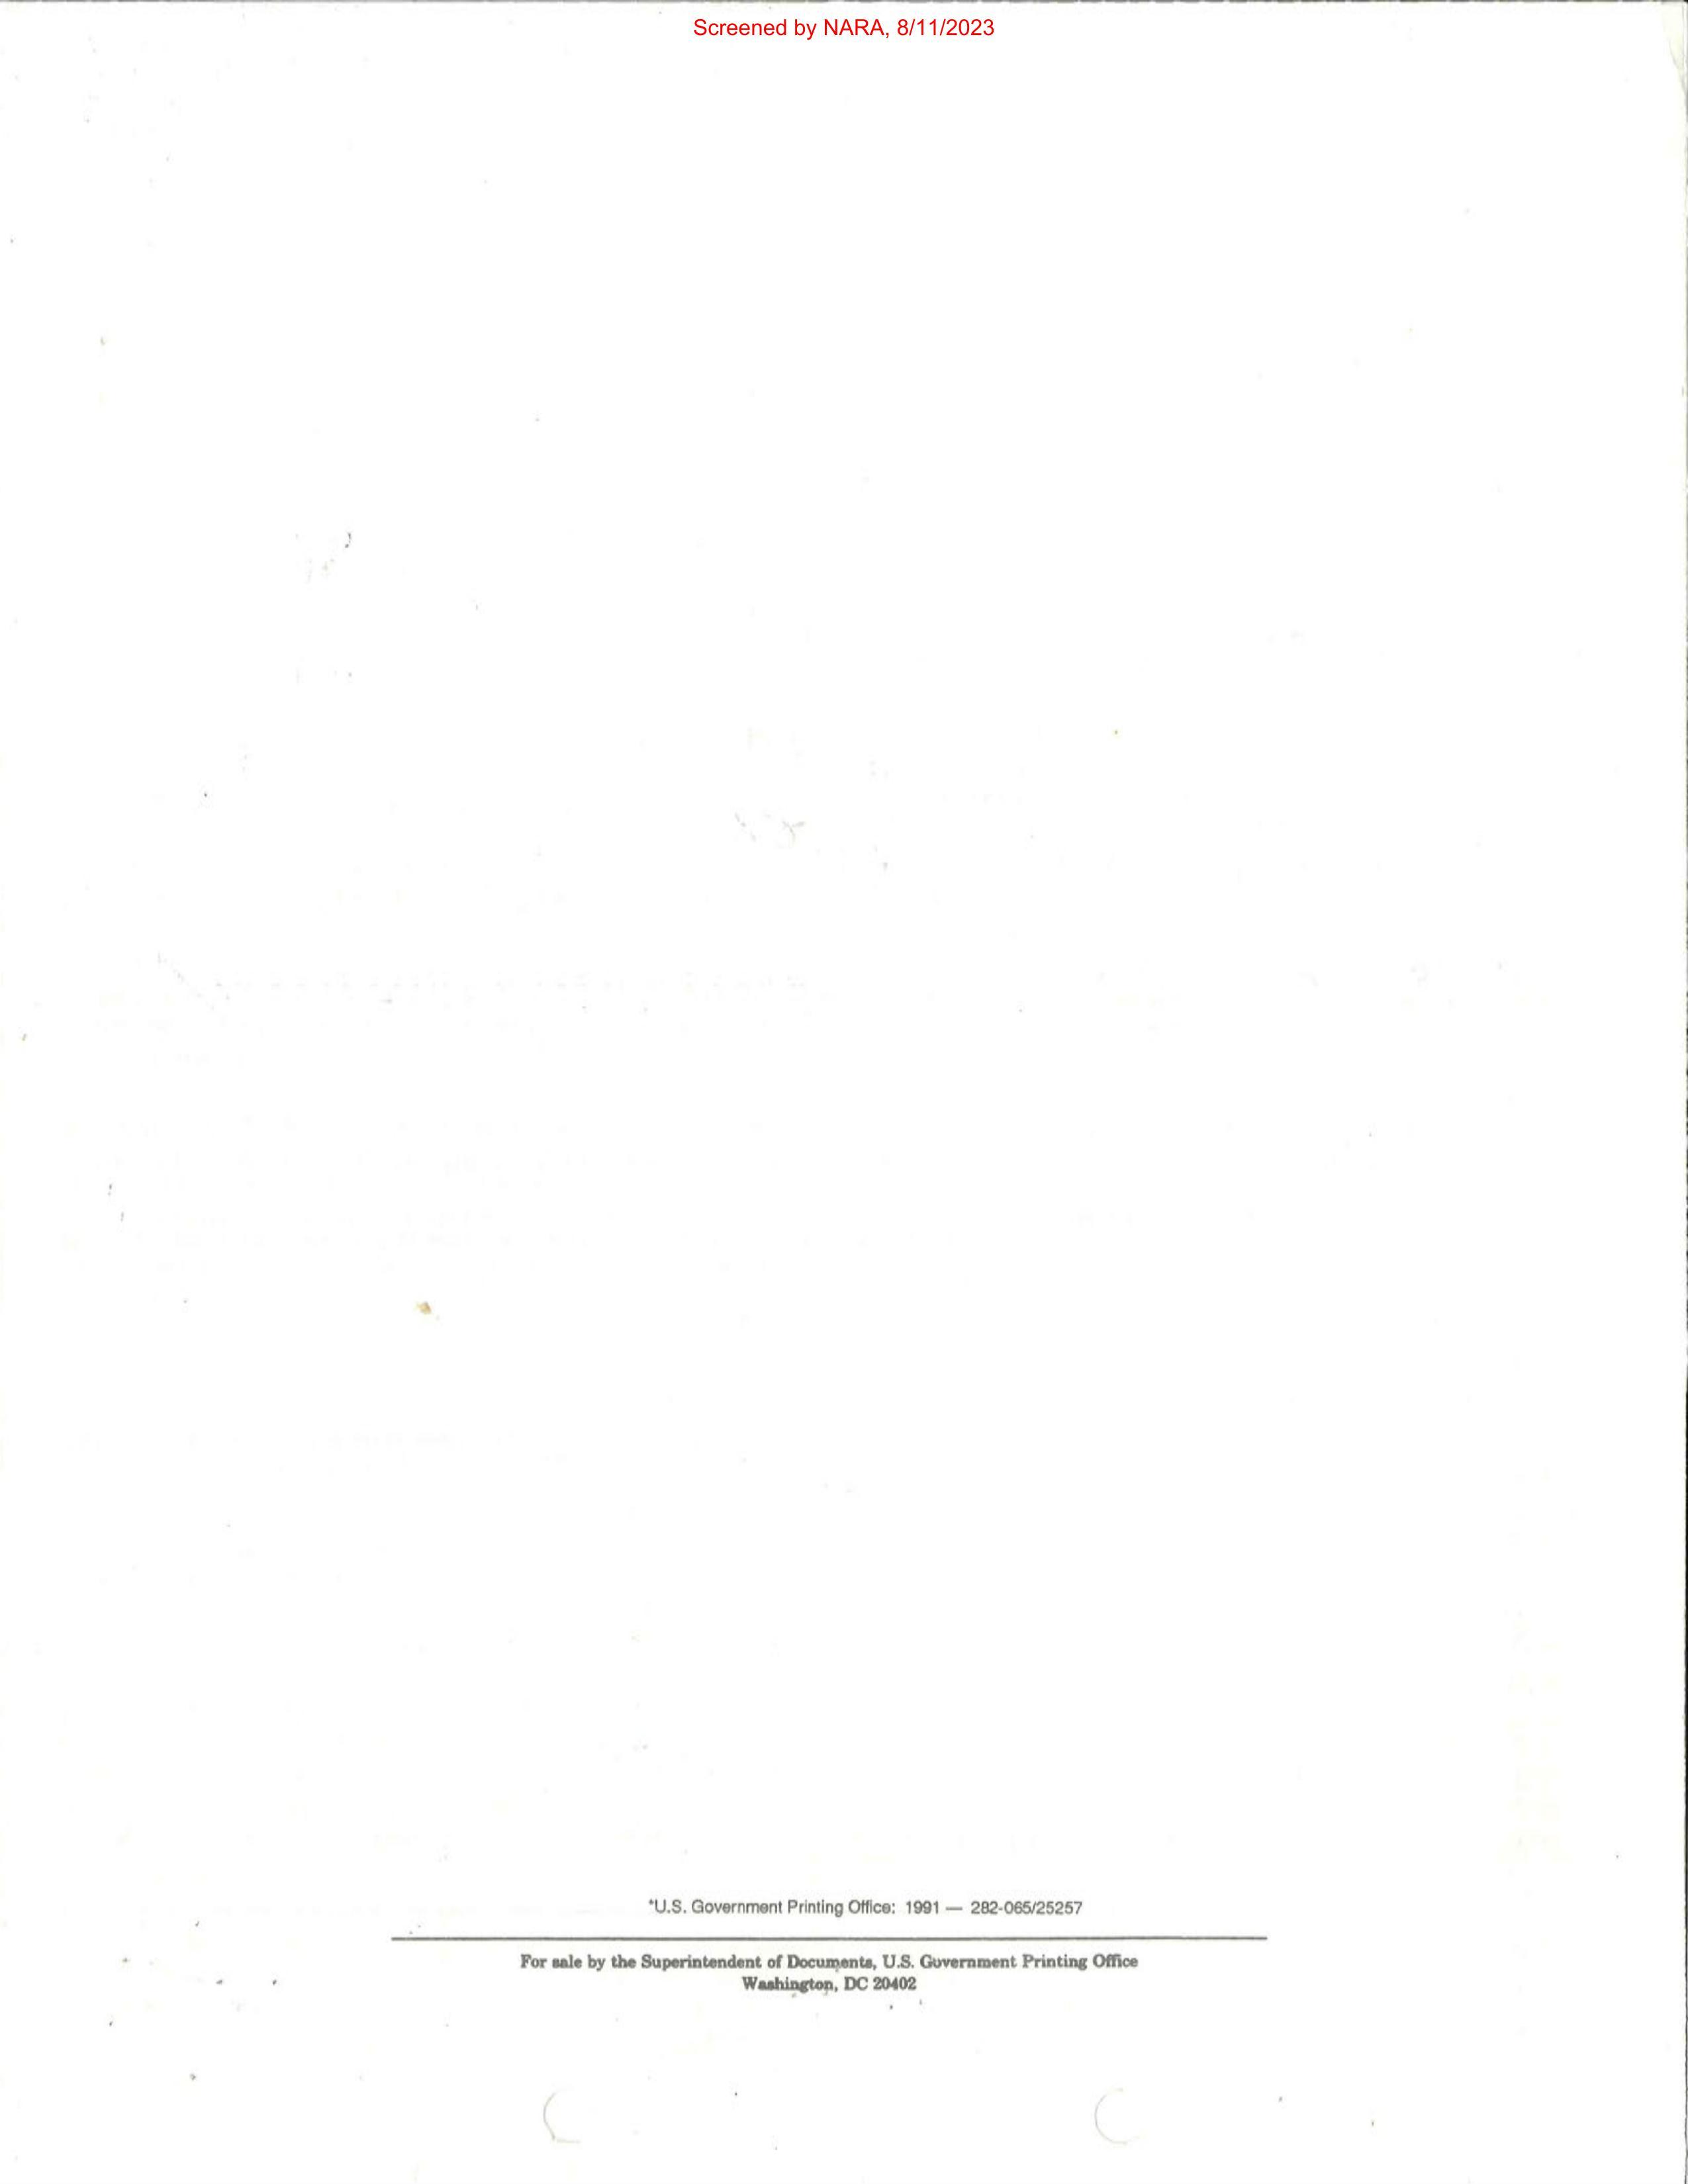 Screened by NARA, 8/11/2023
*U.S. Government Printing Office: 1991 — 282-065/25257
For sale by the Superintendent of Documents, U.S. Government Printing Office
Washington, DC 20402